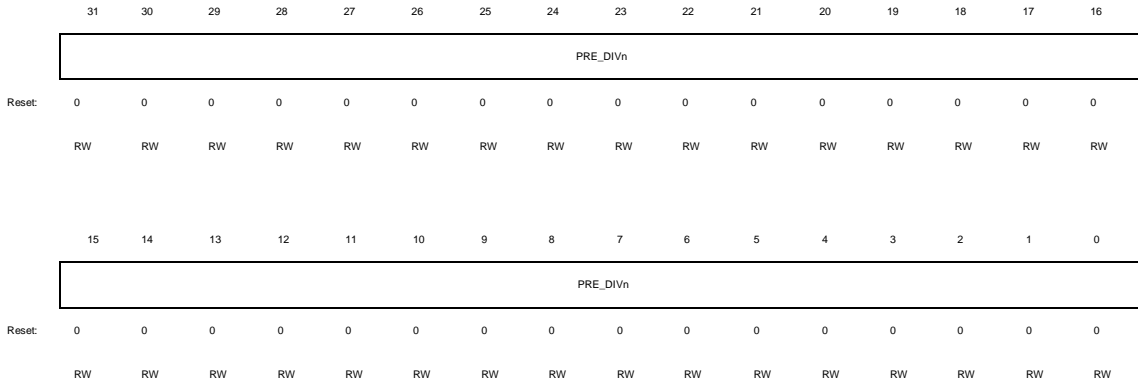 31 30 29 28 27 26 25 24 23 22 21 20 19 18 17 16
PRE_DIVn
Reset: 0 0 0 0 0 0 0 0 0 0 0 0 0 0 0 0
RW RW RW RW RW RW RW RW RW RW RW RW RW RW RW RW
15 14 13 12 11 10 9 8 7 6 5 4 3 2 1 0
PRE_DIVn
Reset: 0 0 0 0 0 0 0 0 0 0 0 0 0 0 0 0
RW RW RW RW RW RW RW RW RW RW RW RW RW RW RW RW